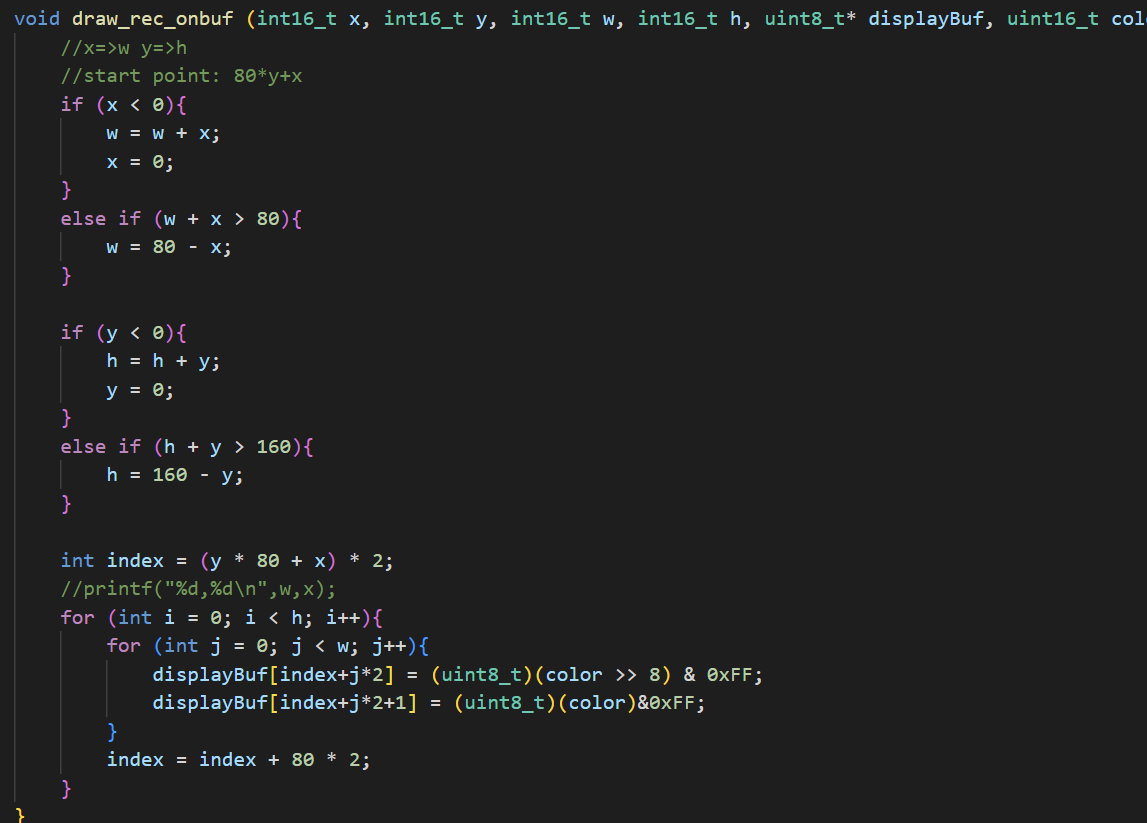 void draw_rec_onbuf (int16_t x, int16_t y, int16_t w, int16_t h, uint8_t* displayBuf, uint16_t
//x=>w y=>h
//start point: 80*y+x
if (x < 0){
w = w + x;
x = 0;
}
else if (w + x > 80){
w = 80 - x;
}
if (y < 0){
h = h + y;
y = 0;
}
else if (h + y > 160){
h = 160 - y;
}
int index = (y * 80 + x) * 2;
//printf("%d,%d\n",w,x);
for (int i = 0; i < h; i++){
for (int j = 0; j < w; j++){
displayBuf[index+j*2] = (uint8_t)(color >> 8) & 0xFF;
displayBuf[index+j*2+1] = (uint8_t)(color)&0xFF;
}
index = index + 80 * 2;
}
}